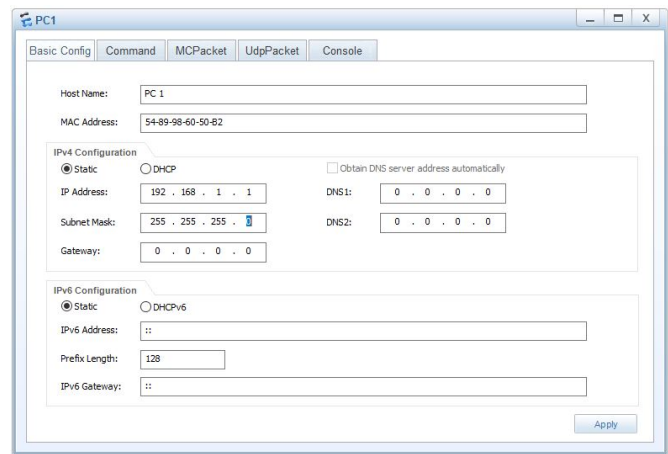 PC1
X
Basic Config Command MCPacket UdpPacket Console
Host Name: PC 1
MAC Address: 54-89-98-60-50-B2
IPv4 Configuration
Static DHCP Obtain DNS server address automatically
IP Address: 192 . 168 . 1 . 1 DNS1: 0 . 0 . 0 . 0
Subnet Mask: 255 . 255 . 255 . 0 DNS2: 0 . 0 . 0 . 0
Gateway: 0 . 0 . 0 . 0
IPv6 Configuration
Static DHCPv6
IPv6 Address: ::
Prefix Length: 128
IPv6 Gateway: ::
Apply